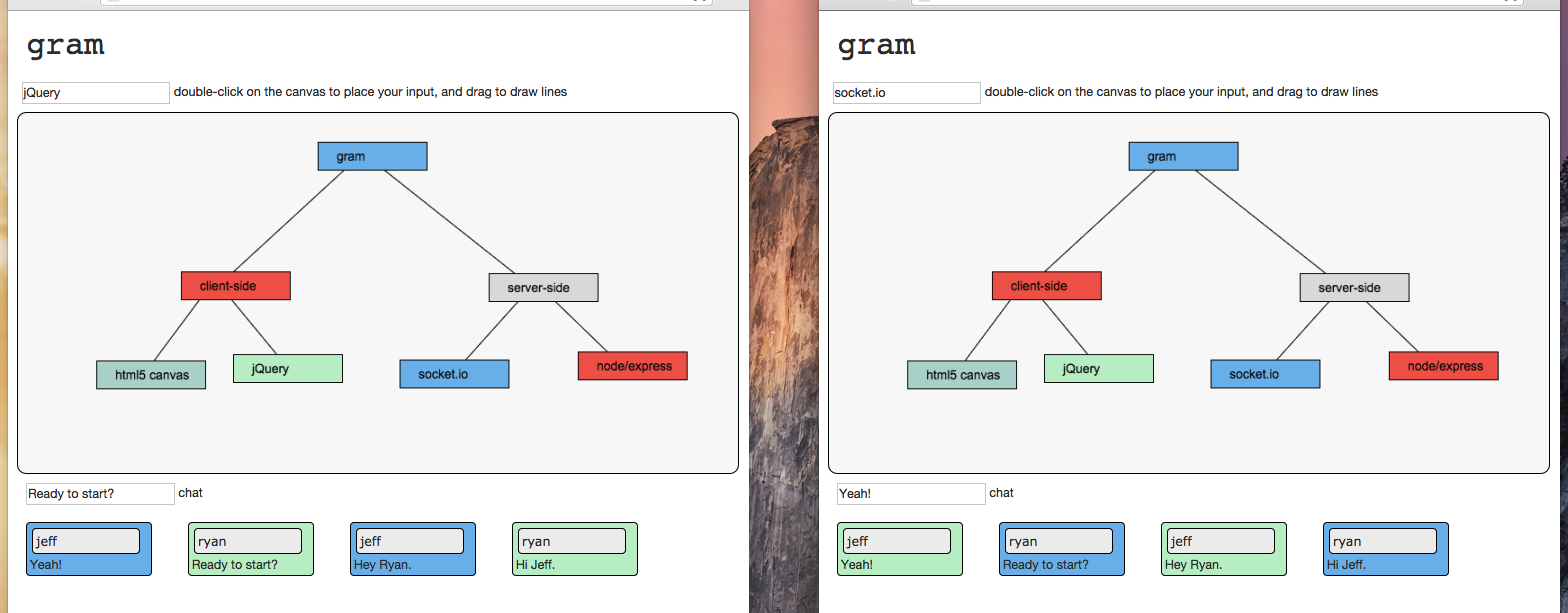 gram
jQuery double-click on the canvas to place your input, and drag to draw lines
gram
client-side server-side
html5 canvas jQuery socket.io node/express
Ready to start? chat
jeff ryan jeff ryan
Yeah! Ready to start? Hey Ryan. Hi Jeff.
gram
socket.io double-click on the canvas to place your input, and drag to draw lines
gram
client-side server-side
html5 canvas jQuery socket.io node/express
Yeah! chat
jeff ryan jeff ryan
Yeah! Ready to start? Hey Ryan. Hi Jeff.